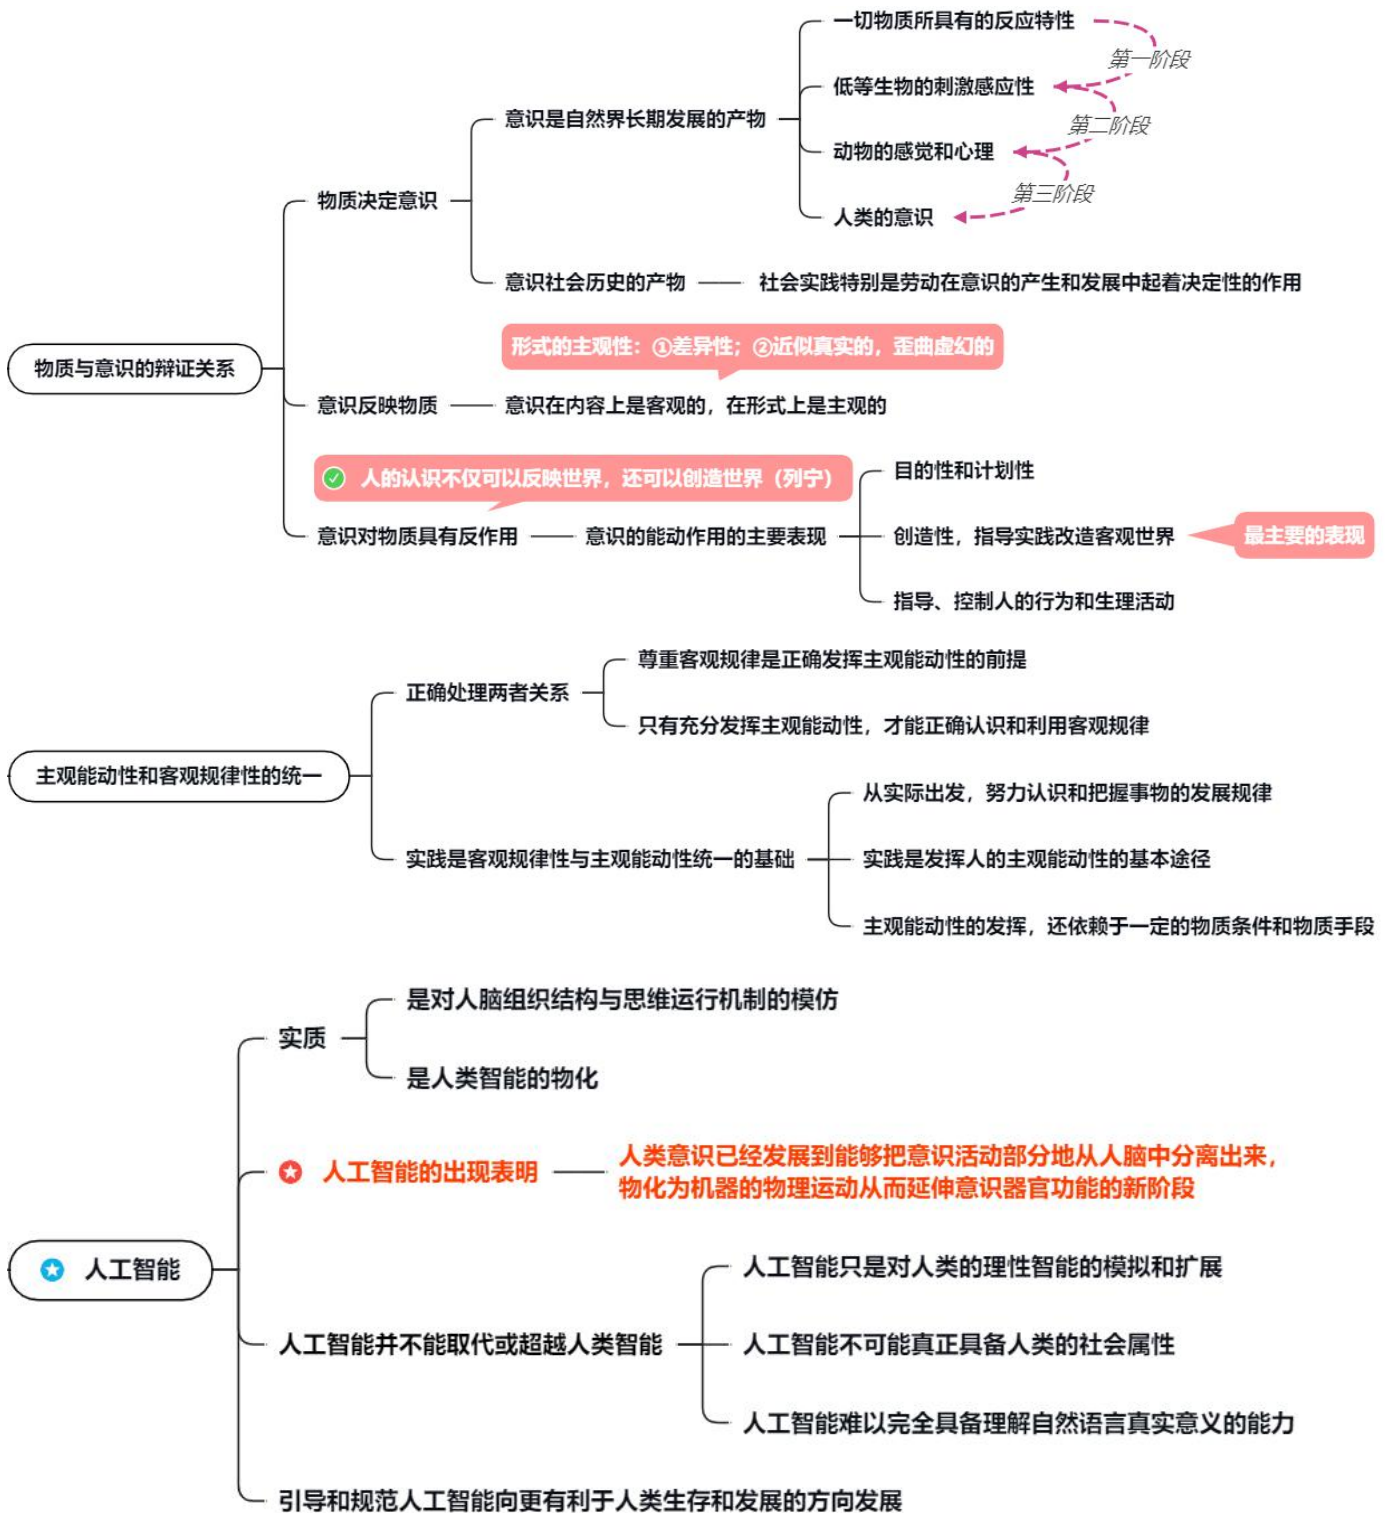 一切物质所具有的反应特性
第一阶段
低等生物的刺激感应性
意识是自然界长期发展的产物
第二阶段
动物的感觉和心理
第三阶段
物质决定意识
人类的意识
意识社会历史的产物
社会实践特别是劳动在意识的产生和发展中起着决定性的作用
形式的主观性：①差异性；②近似真实的，歪曲虚幻的
物质与意识的辩证关系
意识反映物质
意识在内容上是客观的，在形式上是主观的
人的认识不仅可以反映世界，还可以创造世界（列宁）
目的性和计划性
意识对物质具有反作用
意识的能动作用的主要表现
创造性，指导实践改造客观世界
最主要的表现
指导、控制人的行为和生理活动
尊重客观规律是正确发挥主观能动性的前提
正确处理两者关系
只有充分发挥主观能动性，才能正确认识和利用客观规律
主观能动性和客观规律性的统一
从实际出发，努力认识和把握事物的发展规律
实践是客观规律性与主观能动性统一的基础
实践是发挥人的主观能动性的基本途径
主观能动性的发挥，还依赖于一定的物质条件和物质手段
是对人脑组织结构与思维运行机制的模仿
实质
是人类智能的物化
人工智能的出现表明
人类意识已经发展到能够把意识活动部分地从人脑中分离出来，
物化为机器的物理运动从而延伸意识器官功能的新阶段
人工智能
人工智能只是对人类的理性智能的模拟和扩展
人工智能并不能取代或超越人类智能
人工智能不可能真正具备人类的社会属性
人工智能难以完全具备理解自然语言真实意义的能力
引导和规范人工智能向更有利于人类生存和发展的方向发展